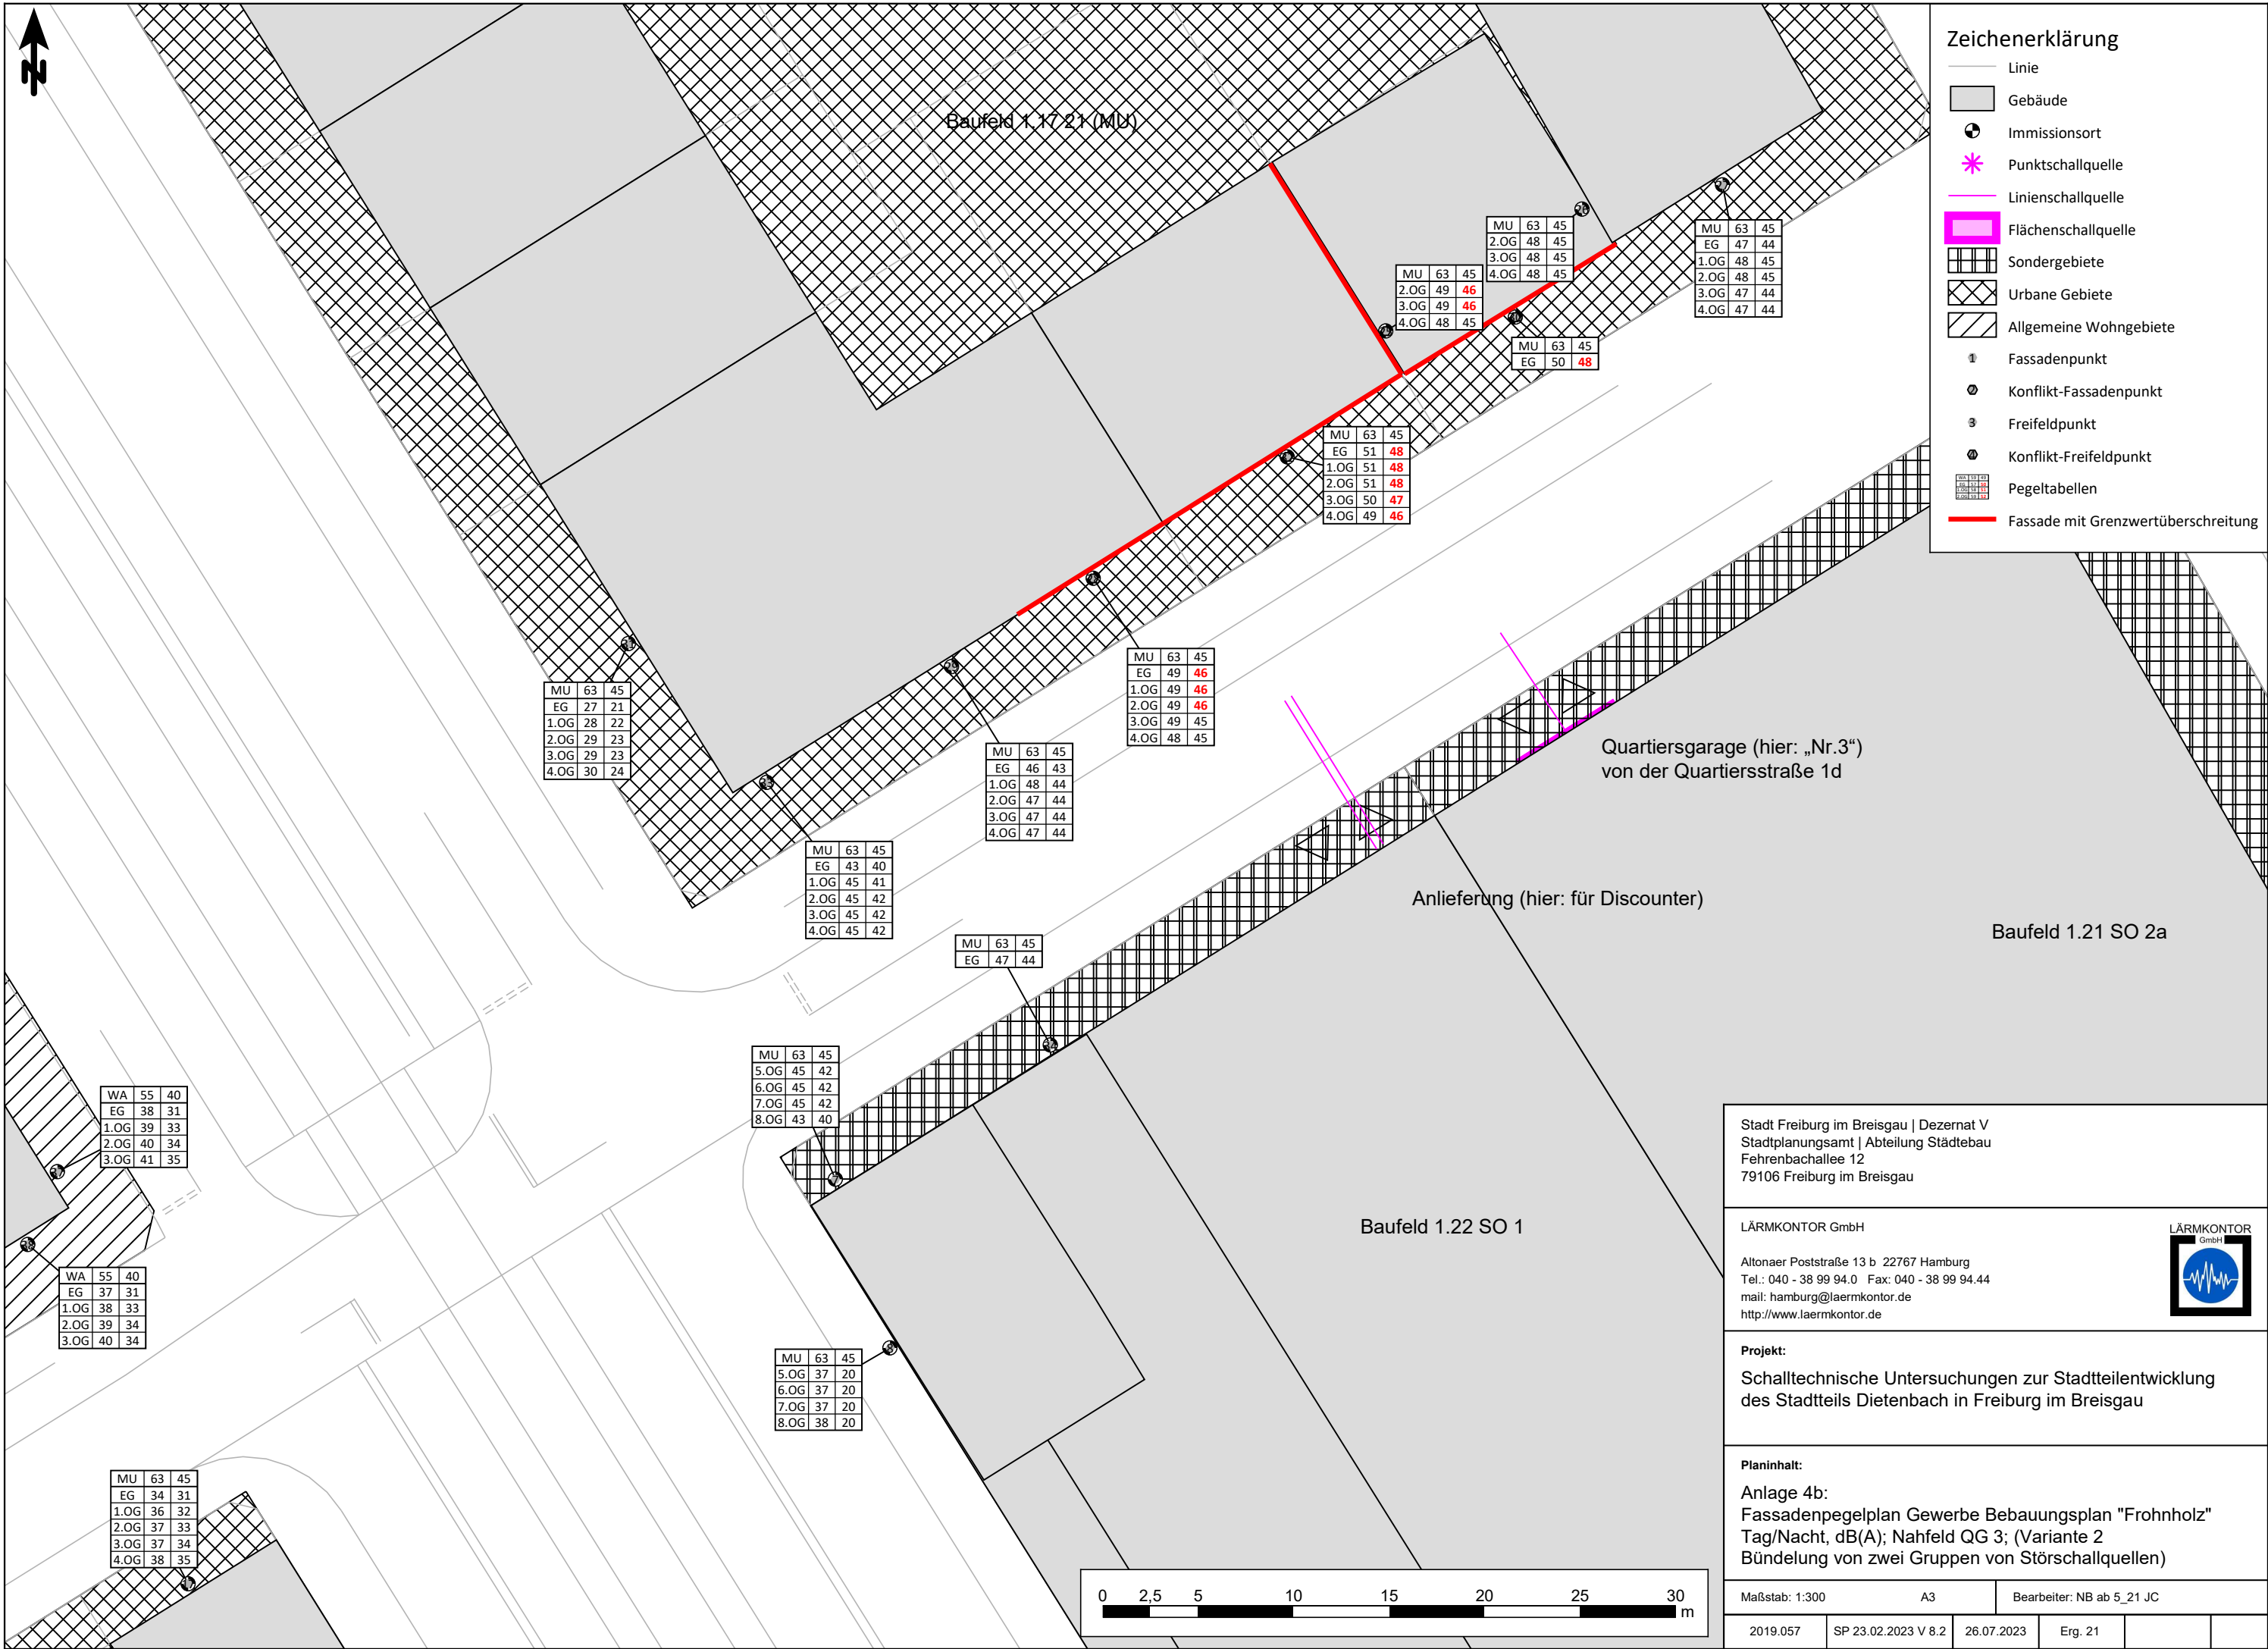 N
Baufeld 1.17 21 (MU)
MU 63 45
2.OG 48 45
3.OG 48 45
4.OG 48 45
MU 63 45
EG 47 44
1.OG 48 45
2.OG 48 45
3.OG 47 44
4.OG 47 44
MU 63 45
2.OG 49 46
3.OG 49 46
4.OG 48 45
MU 63 45
EG 50 48
MU 63 45
EG 51 48
1.OG 51 48
2.OG 51 48
3.OG 50 47
4.OG 49 46
MU 63 45
EG 49 46
1.OG 49 46
2.OG 49 46
3.OG 49 45
4.OG 48 45
MU 63 45
EG 27 21
1.OG 28 22
2.OG 29 23
3.OG 29 23
4.OG 30 24
MU 63 45
EG 46 43
1.OG 48 44
2.OG 47 44
3.OG 47 44
4.OG 47 44
MU 63 45
EG 43 40
1.OG 45 41
2.OG 45 42
3.OG 45 42
4.OG 45 42
MU 63 45
EG 47 44
MU 63 45
5.OG 45 42
6.OG 45 42
7.OG 45 42
8.OG 43 40
7
WA 55 40
EG 38 31
1.OG 39 33
2.OG 40 34
3.OG 41 35
WA 55 40
EG 37 31
1.OG 38 33
2.OG 39 34
3.OG 40 34
MU 63 45
5.OG 37 20
6.OG 37 20
7.OG 37 20
8.OG 38 20
8
MU 63 45
EG 34 31
1.OG 36 32
2.OG 37 33
3.OG 37 34
4.OG 38 35
Quartiersgarage (hier: „Nr.3“)
von der Quartiersstraße 1d
Anlieferung (hier: für Discounter)
Baufeld 1.21 SO 2a
Baufeld 1.22 SO 1
0 2,5 5 10 15 20 25 30
m
Zeichenerklärung
Linie
Gebäude
Immissionsort
Punktschallquelle
Linienschallquelle
Flächenschallquelle
Sondergebiete
Urbane Gebiete
Allgemeine Wohngebiete
1 Fassadenpunkt
2 Konflikt-Fassadenpunkt
3 Freifeldpunkt
4 Konflikt-Freifeldpunkt
Pegeltabellen
Fassade mit Grenzwertüberschreitung
Stadt Freiburg im Breisgau | Dezernat V
Stadtplanungsamt | Abteilung Städtebau
Fehrenbachallee 12
79106 Freiburg im Breisgau
LÄRMKONTOR GmbH
Altonaer Poststraße 13 b 22767 Hamburg
Tel.: 040 - 38 99 94.0 Fax: 040 - 38 99 94.44
mail: hamburg@laermkontor.de
http://www.laermkontor.de
LÄRMKONTOR
GmbH
Projekt:
Schalltechnische Untersuchungen zur Stadtteilentwicklung
des Stadtteils Dietenbach in Freiburg im Breisgau
Planinhalt:
Anlage 4b:
Fassadenpegelplan Gewerbe Bebauungsplan "Frohnholz"
Tag/Nacht, dB(A); Nahfeld QG 3; (Variante 2
Bündelung von zwei Gruppen von Störschallquellen)
Maßstab: 1:300 A3 Bearbeiter: NB ab 5_21 JC
2019.057 SP 23.02.2023 V 8.2 26.07.2023 Erg. 21